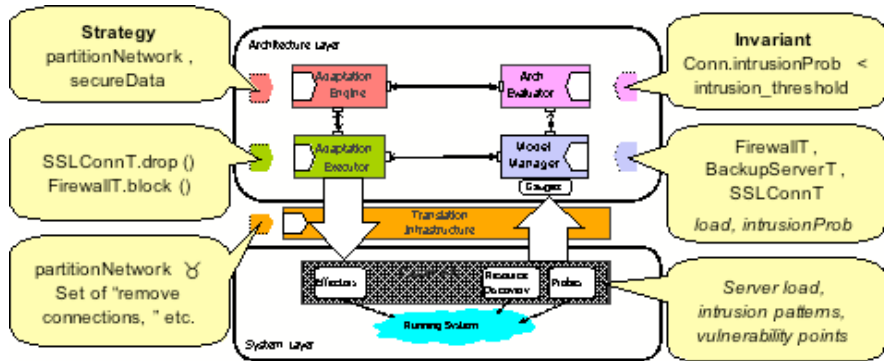 Strategy
partitionNetwork ,
secureData
SSLConnT.drop ()
FirewallT.block ()
partitionNetwork ♉
Set of "remove
connections, " etc.
Architecture Layer
Adaptation
Engine
Arch
Evaluator
Adaptation
Executor
Model
Manager
Gauges
Translation
Infrastructure
Effectors
Resource
Discovery
Probes
Running System
System Layer
Invariant
Conn.intrusionProb <
intrusion_threshold
FirewallT ,
BackupServerT ,
SSLConnT
load, intrusionProb
Server load,
intrusion patterns,
vulnerability points